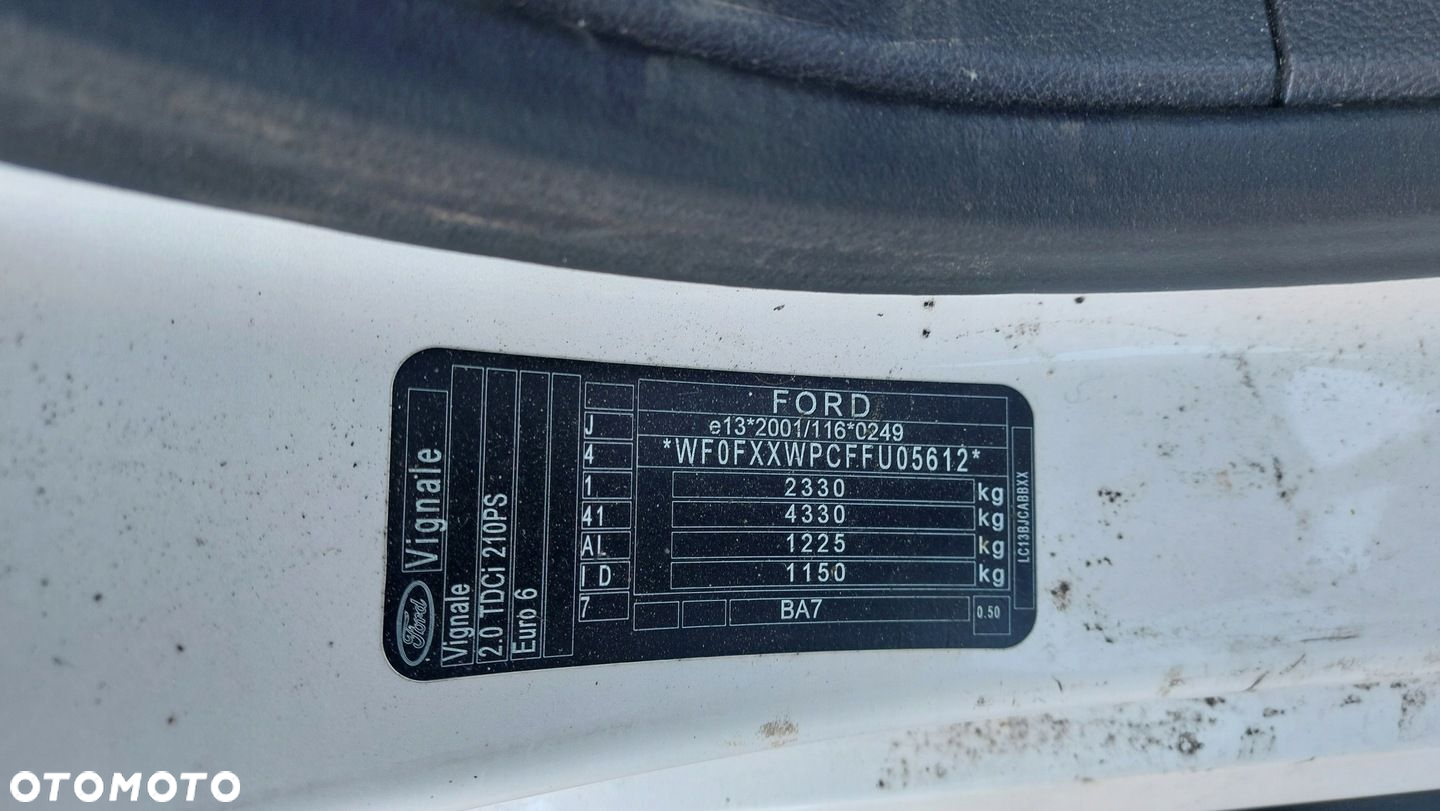 FORD
e13*2001/116*0249
*WF0FXXWPCFFU05612*
2330 kg
4330 kg
1225 kg
1150 kg
BA7
0.50
J
4
1
41
AL
I D
7
LC13BJCABBXX
Ford
Vignale
Vignale
2.0 TDCi 210PS
Euro 6
OTOMOTO